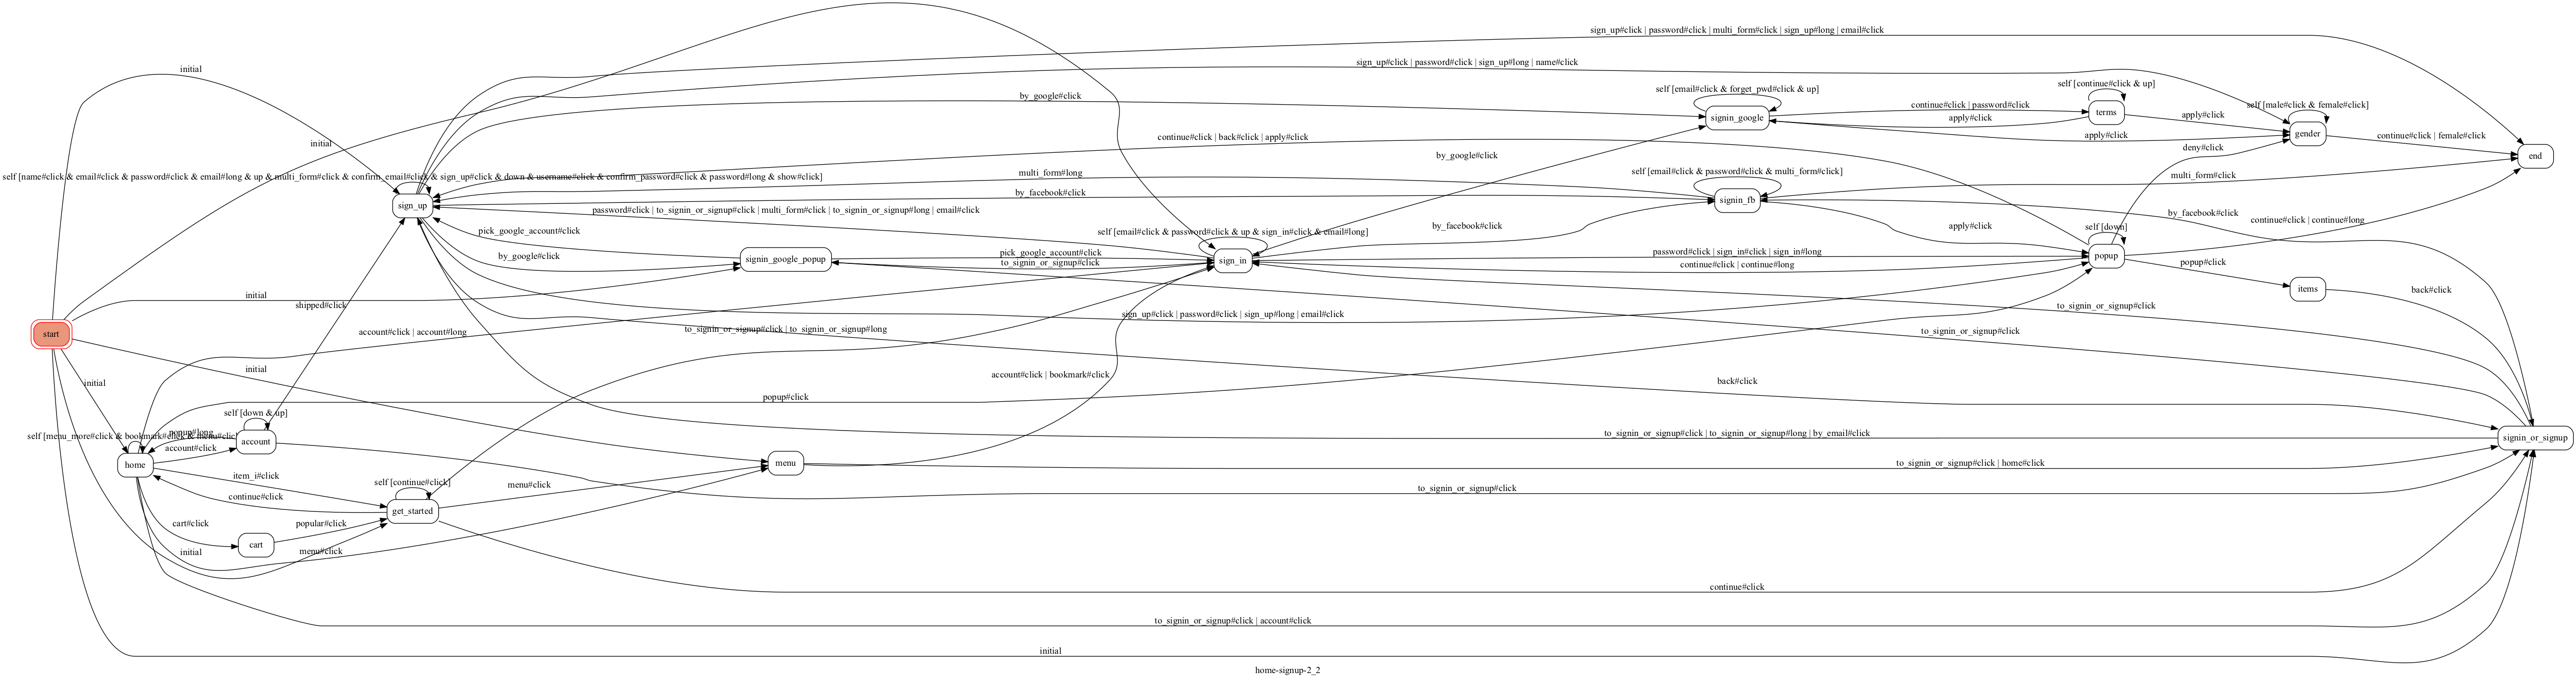 sign_up#click | password#click | multi_form#click | sign_up#long | email#click
sign_up#click | password#click | sign_up#long | name#click
initial
self [email#click & forget_pwd#click & up]
self [continue#click & up]
by_google#click
signin_google
continue#click | password#click
terms
self [male#click & female#click]
apply#click
apply#click
gender
apply#click
continue#click | female#click
continue#click | back#click | apply#click
initial
by_google#click
deny#click
end
self [name#click & email#click & password#click & email#long & up & multi_form#click & confirm_email#click & sign_up#click & down & username#click & confirm_password#click & password#long & show#click]
multi_form#long
self [email#click & password#click & multi_form#click]
multi_form#click
by_facebook#click
signin_fb
sign_up
password#click | to_signin_or_signup#click | multi_form#click | to_signin_or_signup#long | email#click
by_facebook#click
continue#click | continue#long
pick_google_account#click
self [email#click & password#click & up & sign_in#click & email#long]
by_facebook#click
apply#click
self [down]
by_google#click
signin_google_popup
pick_google_account#click
to_signin_or_signup#click
sign_in
password#click | sign_in#click | sign_in#long
continue#click | continue#long
popup
popup#click
items
initial
shipped#click
sign_up#click | password#click | sign_up#long | email#click
to_signin_or_signup#click
back#click
start
account#click | account#long
to_signin_or_signup#click | to_signin_or_signup#long
to_signin_or_signup#click
initial
initial
account#click | bookmark#click
back#click
popup#click
self [down & up]
self [menu_more#click & bookmark#click & menu#clic
popup#long
account
account#click
to_signin_or_signup#click | to_signin_or_signup#long | by_email#click
signin_or_signup
home
menu
to_signin_or_signup#click | home#click
item_i#click
self [continue#click]
menu#click
to_signin_or_signup#click
continue#click
get_started
cart#click
popular#click
cart
initial
menu#click
continue#click
to_signin_or_signup#click | account#click
initial
home-signup-2_2